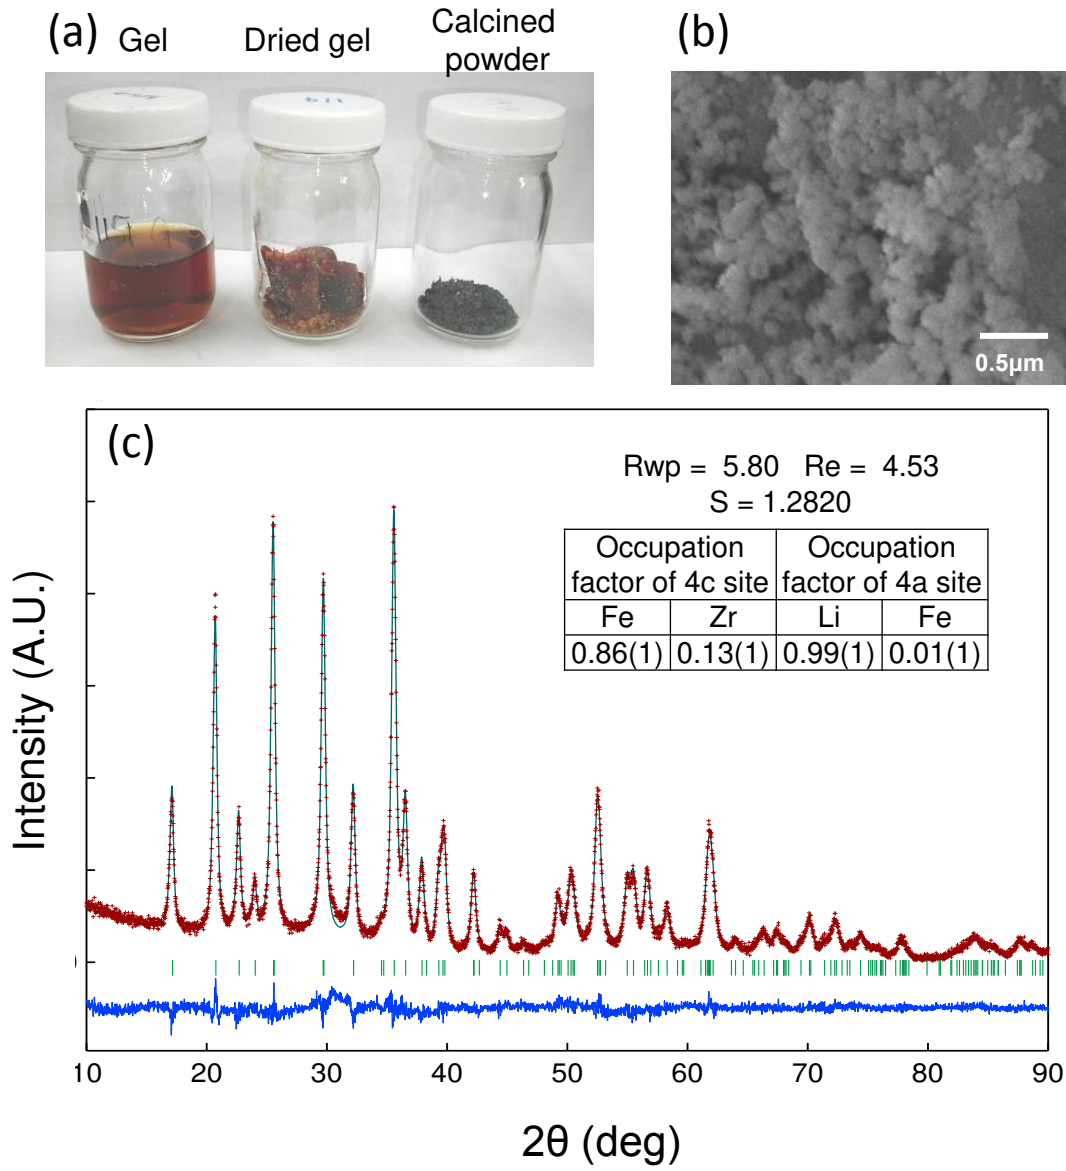 (a) Gel Dried gel Calcined
powder
(b)
0.5μm
(c)
Rwp = 5.80 Re = 4.53
S = 1.2820
Occupation factor of 4c site Occupation factor of 4a site
Fe Zr Li Fe
0.86(1) 0.13(1) 0.99(1) 0.01(1)
Intensity (A.U.)
10 20 30 40 50 60 70 80 90
2θ (deg)